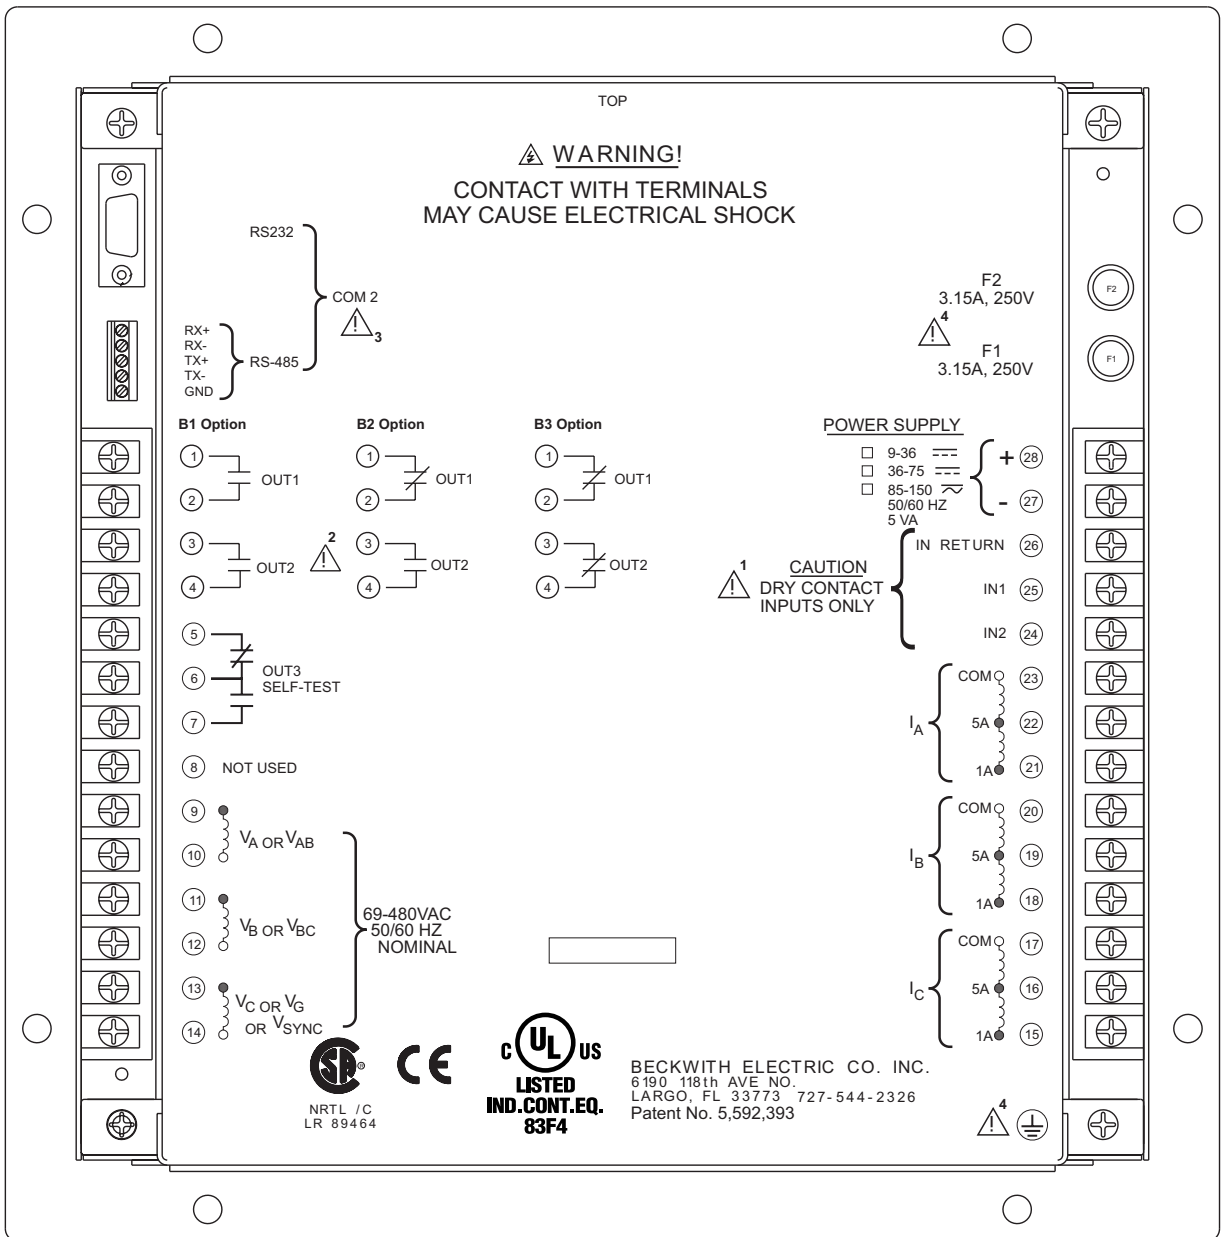 TOP
WARNING!
CONTACT WITH TERMINALS
MAY CAUSE ELECTRICAL SHOCK
RS232
COM 2
3
RX+
RX-
TX+
TX-
GND
RS-485
F2
3.15A, 250V
4
F1
3.15A, 250V
F2
F1
B1 Option
1
2
OUT1
3
4
OUT2
B2 Option
1
2
OUT1
2
3
4
OUT2
B3 Option
1
2
OUT1
3
4
OUT2
5
6
7
OUT3
SELF-TEST
8 NOT USED
9
10
VA OR VAB
11
12
VB OR VBC
13
14
VC OR VG
OR VSYNC
69-480VAC
50/60 HZ
NOMINAL
POWER SUPPLY
9-36
36-75
85-150
50/60 HZ
5 VA
+ 28
- 27
1
CAUTION
DRY CONTACT
INPUTS ONLY
IN RETURN 26
IN1 25
IN2 24
IA
COM 23
5A 22
1A 21
IB
COM 20
5A 19
1A 18
IC
COM 17
5A 16
1A 15
SA ®
NRTL /C
LR 89464
CE
C UL US
LISTED
IND.CONT.EQ.
83F4
BECKWITH ELECTRIC CO. INC.
6190 118th AVE NO.
LARGO, FL 33773 727-544-2326
Patent No. 5,592,393
4